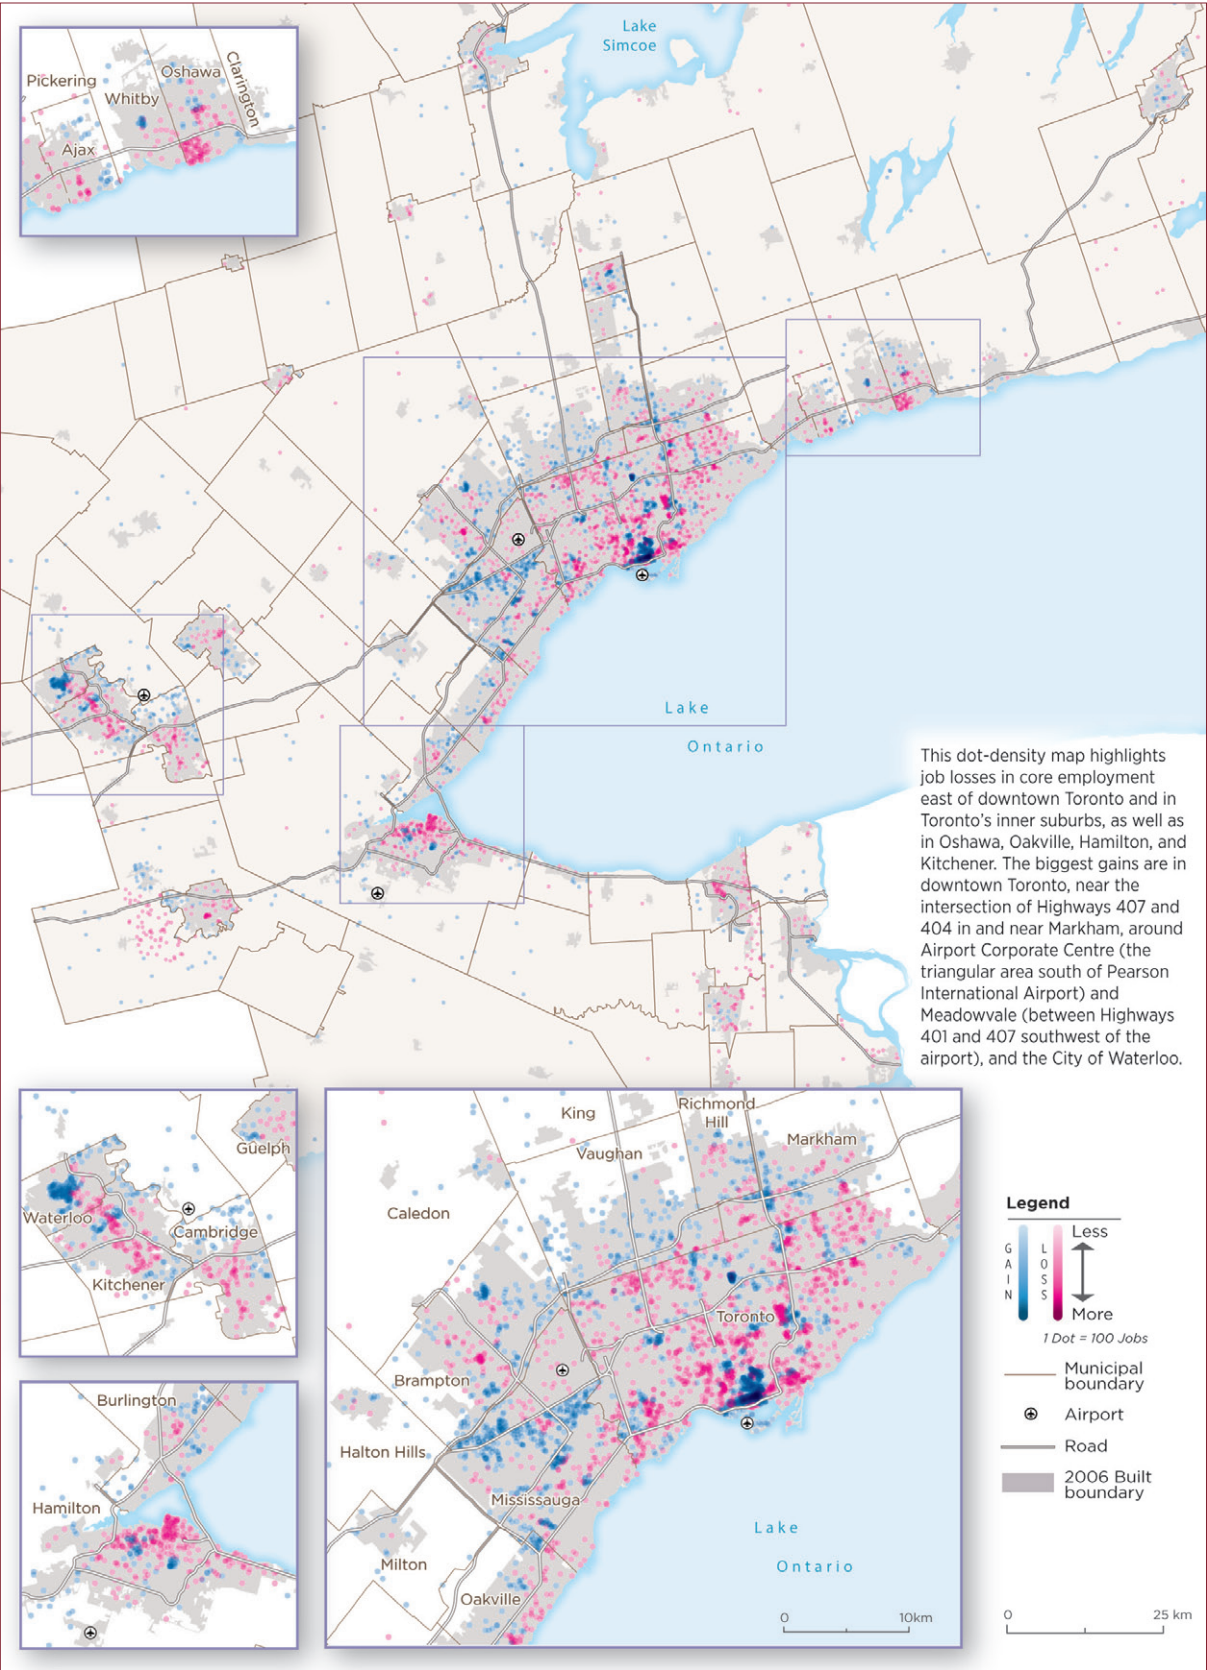 Lake
Simcoe
Pickering
Whitby
Oshawa
Clarington
Ajax
Lake
Ontario
This dot-density map highlights
job losses in core employment
east of downtown Toronto and in
Toronto's inner suburbs, as well as
in Oshawa, Oakville, Hamilton, and
Kitchener. The biggest gains are in
downtown Toronto, near the
intersection of Highways 407 and
404 in and near Markham, around
Airport Corporate Centre (the
triangular area south of Pearson
International Airport) and
Meadowvale (between Highways
401 and 407 southwest of the
airport), and the City of Waterloo.
Guelph
Waterloo
Cambridge
Kitchener
Burlington
Hamilton
King
Richmond
Hill
Vaughan
Markham
Caledon
Toronto
Brampton
Halton Hills
Mississauga
Milton
Oakville
Lake
Ontario
0 10km
Legend
GAIN
LOSS
Less
More
1 Dot = 100 Jobs
Municipal
boundary
Airport
Road
2006 Built
boundary
0 25 km